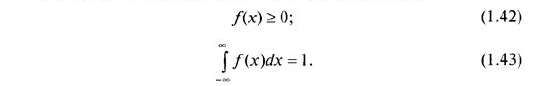 f(x) ≥ 0; (1.42)
∫_{-∞}^{∞} f(x)dx = 1. (1.43)